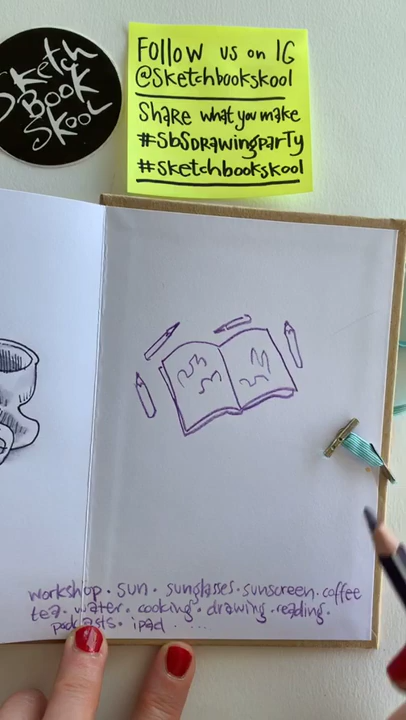 Sketch
Book
Skool
Follow us on IG
@Sketchbookskool
Share what you make
#SbSDrawingParTy
#sketchbookskool
workshop · sun · sunglasses · sunscreen · coffee
tea · water · cooking · drawing · reading ·
podcasts · ipad · ...